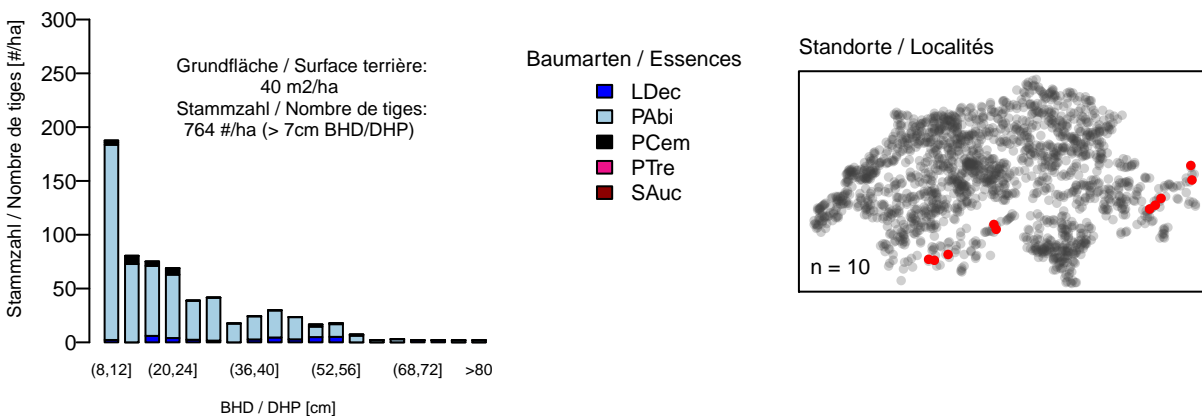 Stammzahl / Nombre de tiges [#/ha]
300
250
200
150
100
50
0
Grundfläche / Surface terrière:
40 m2/ha
Stammzahl / Nombre de tiges:
764 #/ha (> 7cm BHD/DHP)
(8,12] (20,24] (36,40] (52,56] (68,72] >80
BHD / DHP [cm]
Baumarten / Essences
LDec
PAbi
PCem
PTre
SAuc
Standorte / Localités
n = 10